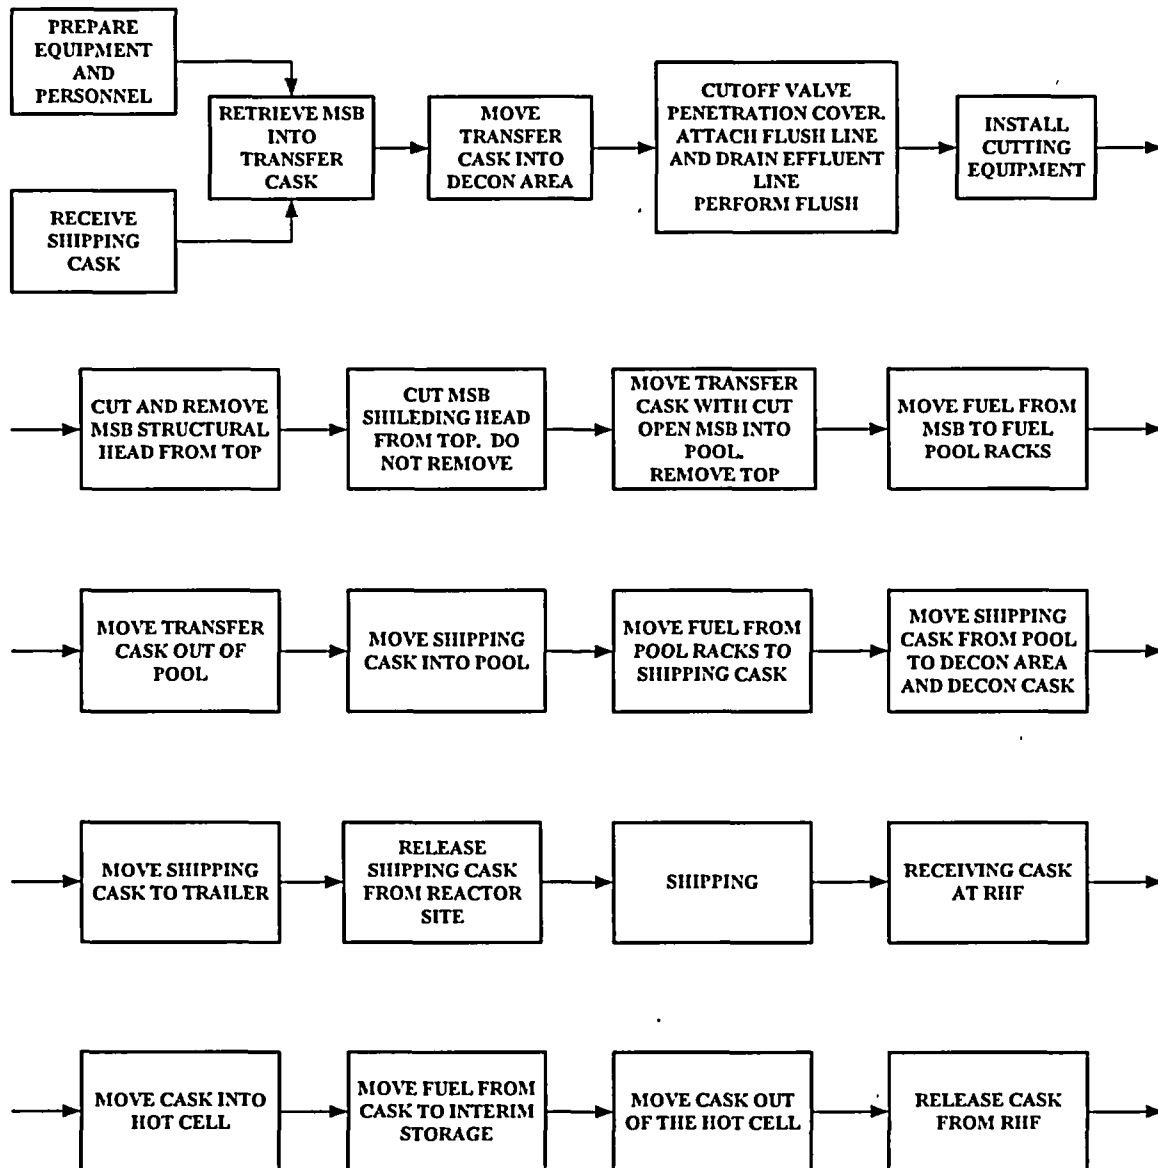 PREPARE
EQUIPMENT
AND
PERSONNEL
RECEIVE
SHIPPING
CASK
RETRIEVE MSB
INTO
TRANSFER
CASK
MOVE
TRANSFER
CASK INTO
DECON AREA
CUTOFF VALVE
PENETRATION COVER.
ATTACH FLUSH LINE
AND DRAIN EFFLUENT
LINE
PERFORM FLUSH
INSTALL
CUTTING
EQUIPMENT
CUT AND REMOVE
MSB STRUCTURAL
HEAD FROM TOP
CUT MSB
SHILEDING HEAD
FROM TOP. DO
NOT REMOVE
MOVE TRANSFER
CASK WITH CUT
OPEN MSB INTO
POOL.
REMOVE TOP
MOVE FUEL FROM
MSB TO FUEL
POOL RACKS
MOVE TRANSFER
CASK OUT OF
POOL
MOVE SHIPPING
CASK INTO POOL
MOVE FUEL FROM
POOL RACKS TO
SHIPPING CASK
MOVE SHIPPING
CASK FROM POOL
TO DECON AREA
AND DECON CASK
MOVE SHIPPING
CASK TO TRAILER
RELEASE
SHIPPING CASK
FROM REACTOR
SITE
SHIPPING
RECEIVING CASK
AT RHF
MOVE CASK INTO
HOT CELL
MOVE FUEL FROM
CASK TO INTERIM
STORAGE
MOVE CASK OUT
OF THE HOT CELL
RELEASE CASK
FROM RHF